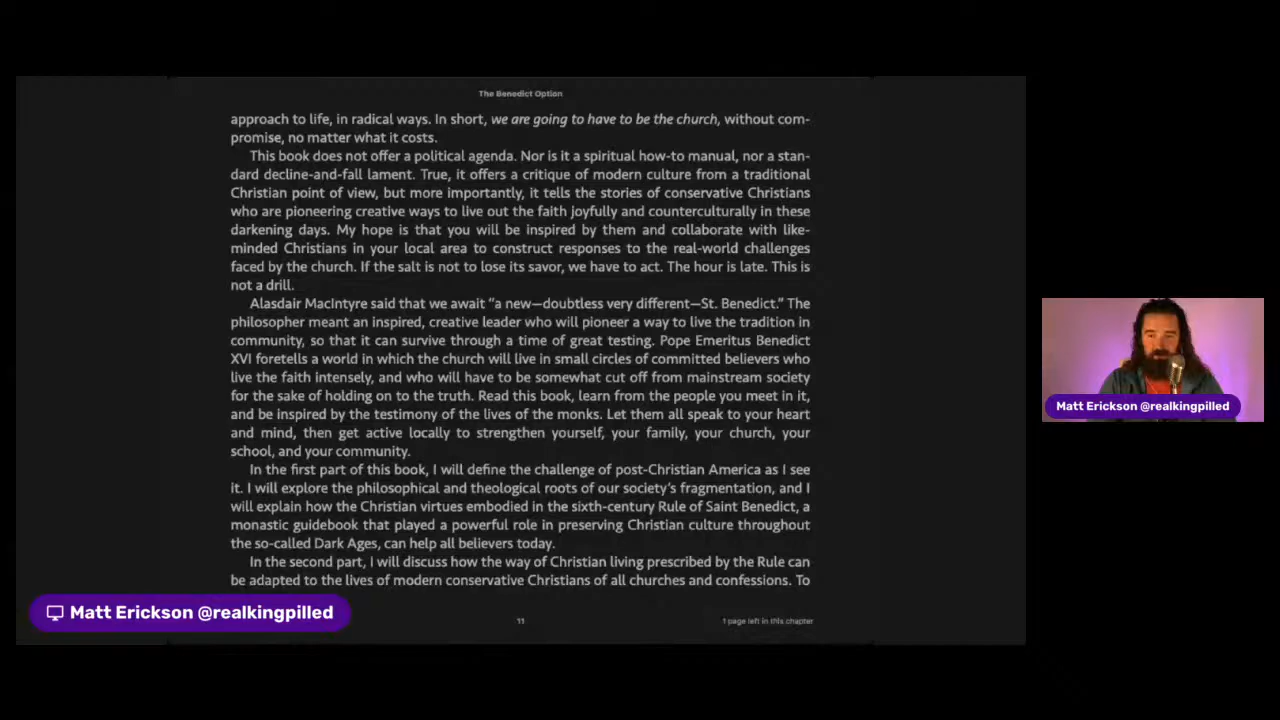 The Benedict Option
approach to life, in radical ways. In short, we are going to have to be the church, without com-
promise, no matter what it costs.
This book does not offer a political agenda. Nor is it a spiritual how-to manual, nor a stan-
dard decline-and-fall lament. True, it offers a critique of modern culture from a traditional
Christian point of view, but more importantly, it tells the stories of conservative Christians
who are pioneering creative ways to live out the faith joyfully and counterculturally in these
darkening days. My hope is that you will be inspired by them and collaborate with like-
minded Christians in your local area to construct responses to the real-world challenges
faced by the church. If the salt is not to lose its savor, we have to act. The hour is late. This is
not a drill.
Alasdair MacIntyre said that we await "a new—doubtless very different—St. Benedict." The
philosopher meant an inspired, creative leader who will pioneer a way to live the tradition in
community, so that it can survive through a time of great testing. Pope Emeritus Benedict
XVI foretells a world in which the church will live in small circles of committed believers who
live the faith intensely, and who will have to be somewhat cut off from mainstream society
for the sake of holding on to the truth. Read this book, learn from the people you meet in it,
and be inspired by the testimony of the lives of the monks. Let them all speak to your heart
and mind, then get active locally to strengthen yourself, your family, your church, your
school, and your community.
In the first part of this book, I will define the challenge of post-Christian America as I see
it. I will explore the philosophical and theological roots of our society's fragmentation, and I
will explain how the Christian virtues embodied in the sixth-century Rule of Saint Benedict, a
monastic guidebook that played a powerful role in preserving Christian culture throughout
the so-called Dark Ages, can help all believers today.
In the second part, I will discuss how the way of Christian living prescribed by the Rule can
be adapted to the lives of modern conservative Christians of all churches and confessions. To
11
1 page left in this chapter
Matt Erickson @realkingpilled
Matt Erickson @realkingpilled